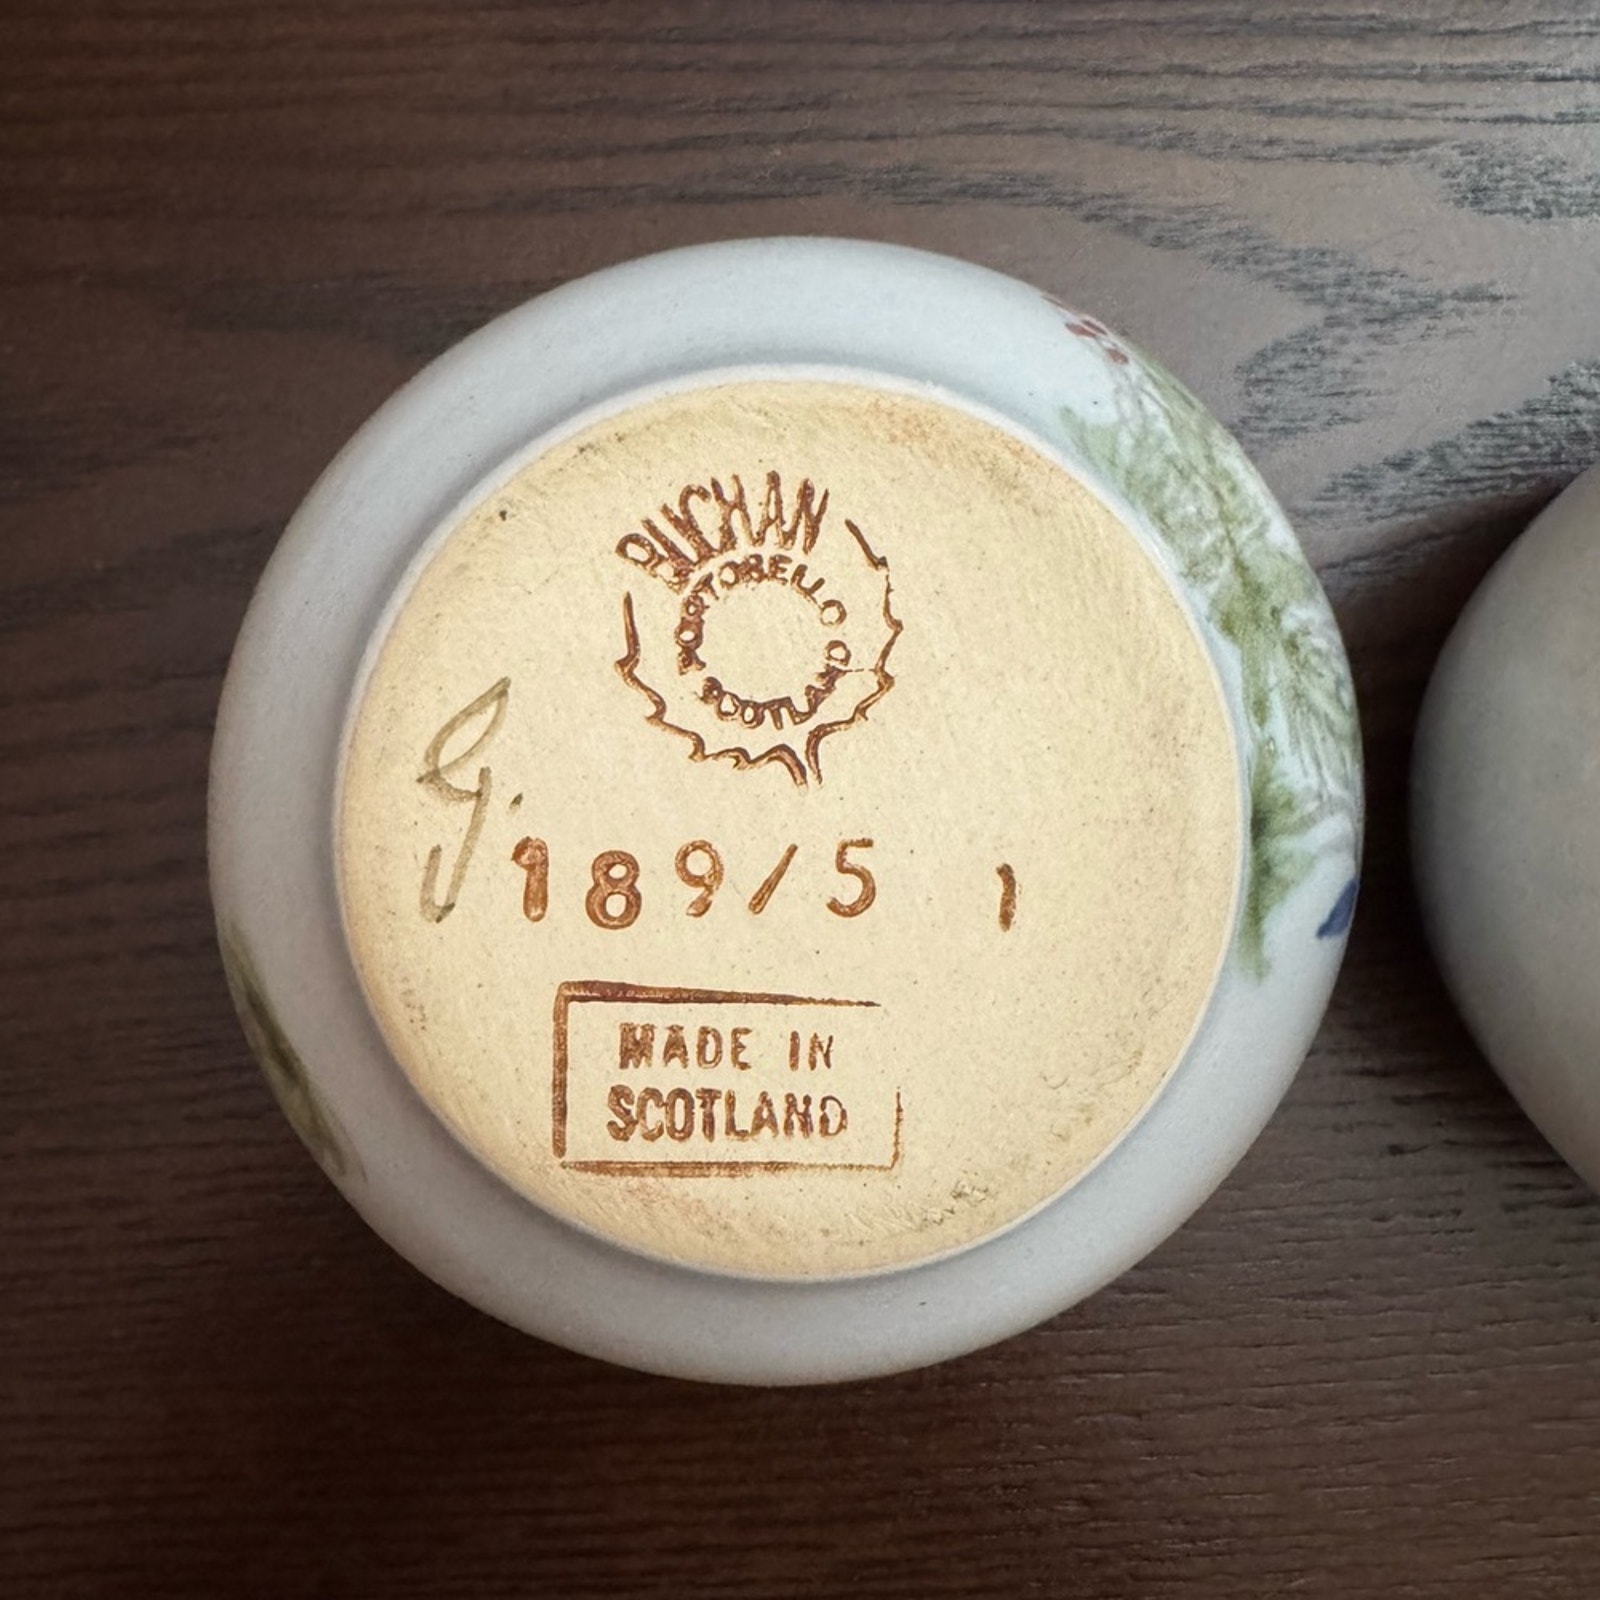 BUCHAN
PORTOBELLO
SCOTLAND
G.
189/5 1
MADE IN
SCOTLAND